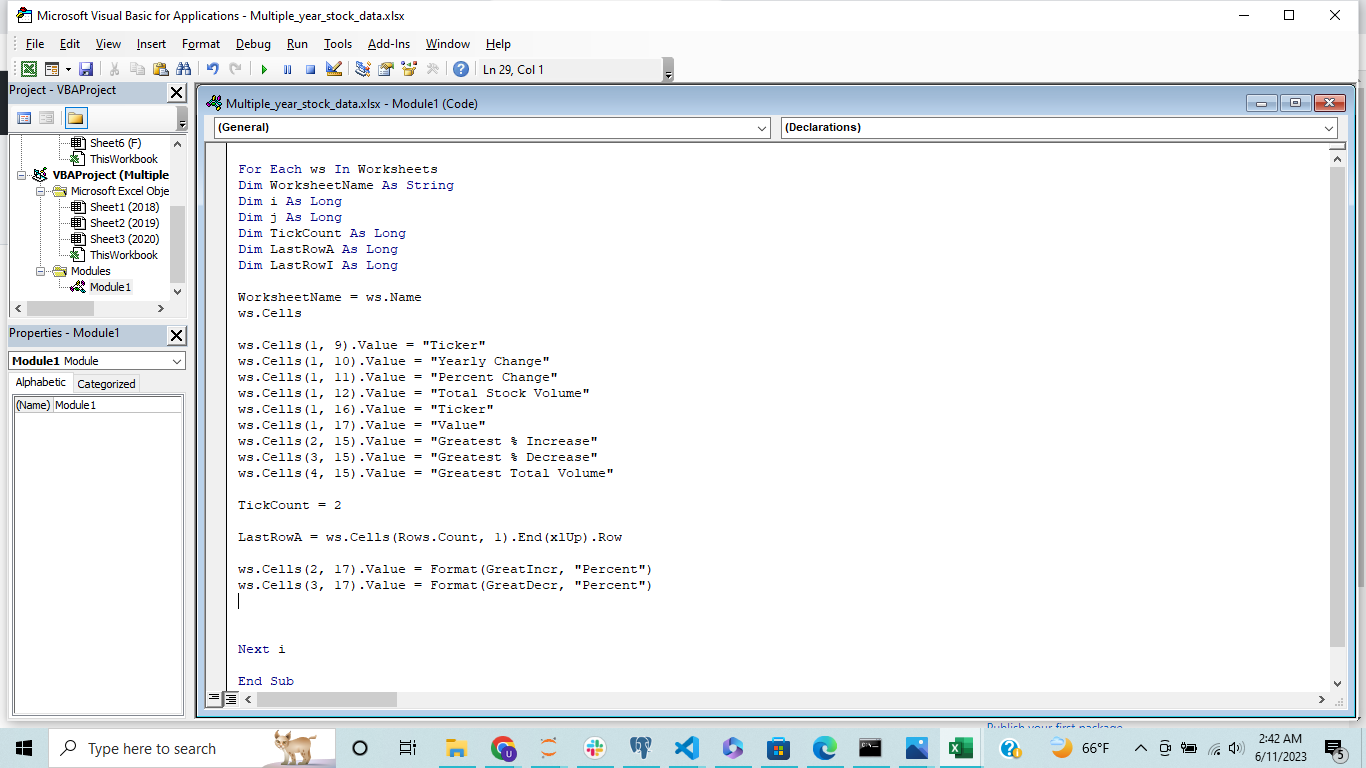 Microsoft Visual Basic for Applications - Multiple_year_stock_data.xlsx
File Edit View Insert Format Debug Run Tools Add-Ins Window Help
Ln 29, Col 1
Project - VBAProject
Sheet6 (F)
ThisWorkbook
VBAProject (Multiple
Microsoft Excel Obje
Sheet1 (2018)
Sheet2 (2019)
Sheet3 (2020)
ThisWorkbook
Modules
Module1
Properties - Module1
Module1 Module
Alphabetic Categorized
(Name) Module1
Multiple_year_stock_data.xlsx - Module1 (Code)
(General) (Declarations)
For Each ws In Worksheets
Dim WorksheetName As String
Dim i As Long
Dim j As Long
Dim TickCount As Long
Dim LastRowA As Long
Dim LastRowI As Long
WorksheetName = ws.Name
ws.Cells
ws.Cells(1, 9).Value = "Ticker"
ws.Cells(1, 10).Value = "Yearly Change"
ws.Cells(1, 11).Value = "Percent Change"
ws.Cells(1, 12).Value = "Total Stock Volume"
ws.Cells(1, 16).Value = "Ticker"
ws.Cells(1, 17).Value = "Value"
ws.Cells(2, 15).Value = "Greatest % Increase"
ws.Cells(3, 15).Value = "Greatest % Decrease"
ws.Cells(4, 15).Value = "Greatest Total Volume"
TickCount = 2
LastRowA = ws.Cells(Rows.Count, 1).End(xlUp).Row
ws.Cells(2, 17).Value = Format(GreatIncr, "Percent")
ws.Cells(3, 17).Value = Format(GreatDecr, "Percent")
Next i
End Sub
Publish your first package
Type here to search
66°F
2:42 AM
6/11/2023
5